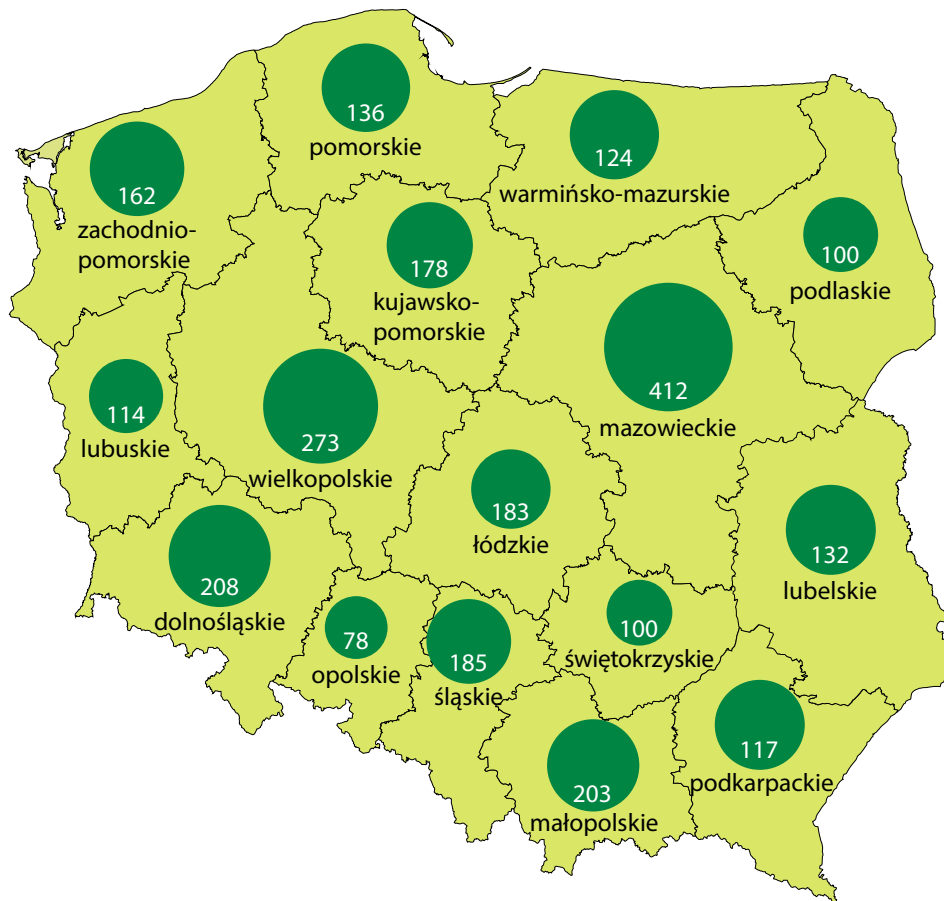 136
pomorskie
124
warmińsko-mazurskie
162
zachodnio-
pomorskie
178
kujawsko-
pomorskie
100
podlaskie
412
mazowieckie
114
lubuskie
273
wielkopolskie
183
łódzkie
132
lubelskie
208
dolnośląskie
78
opolskie
185
śląskie
100
świętokrzyskie
117
podkarpackie
203
małopolskie